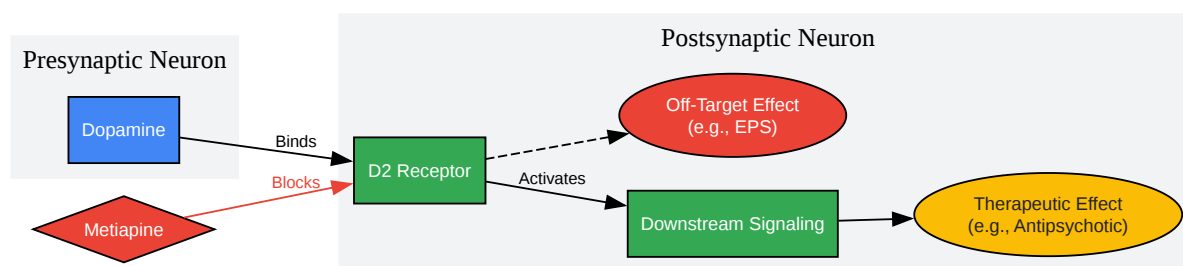 Presynaptic Neuron
Dopamine
Metiapine
Binds
Blocks
Postsynaptic Neuron
D2 Receptor
Activates
Off-Target Effect
(e.g., EPS)
Downstream Signaling
Therapeutic Effect
(e.g., Antipsychotic)